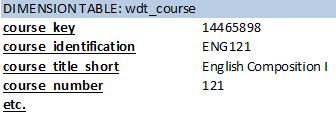 DIMENSION TABLE: wdt_course
course_key 14465898
course_identification ENG121
course_title_short English Composition I
course_number 121
etc.